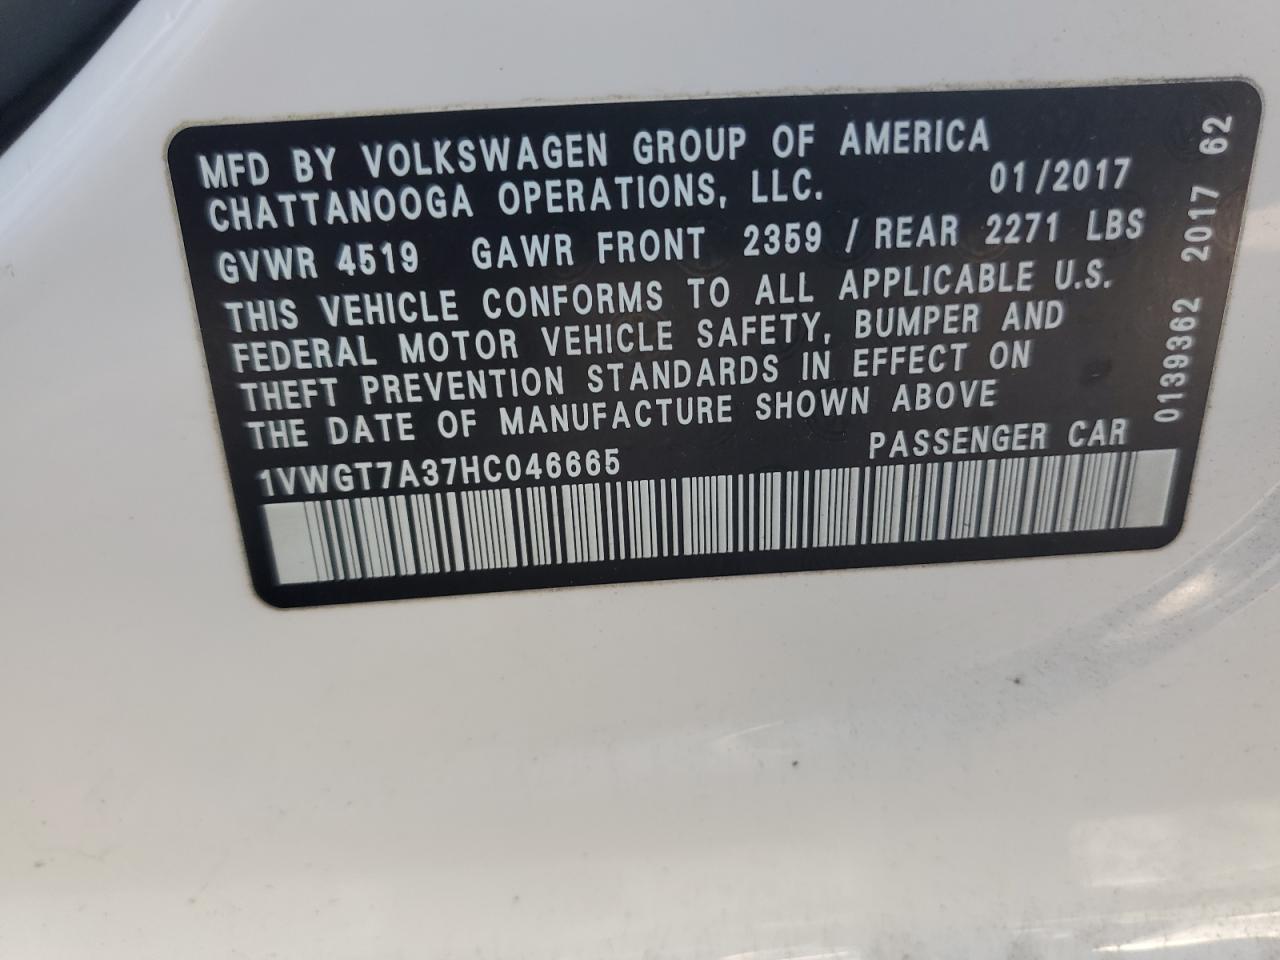 MFD BY VOLKSWAGEN GROUP OF AMERICA
CHATTANOOGA OPERATIONS, LLC. 01/2017
GVWR 4519 GAWR FRONT 2359 / REAR 2271 LBS
THIS VEHICLE CONFORMS TO ALL APPLICABLE U.S.
FEDERAL MOTOR VEHICLE SAFETY, BUMPER AND
THEFT PREVENTION STANDARDS IN EFFECT ON
THE DATE OF MANUFACTURE SHOWN ABOVE
1VWGT7A37HC046665 PASSENGER CAR
0139362 2017 62